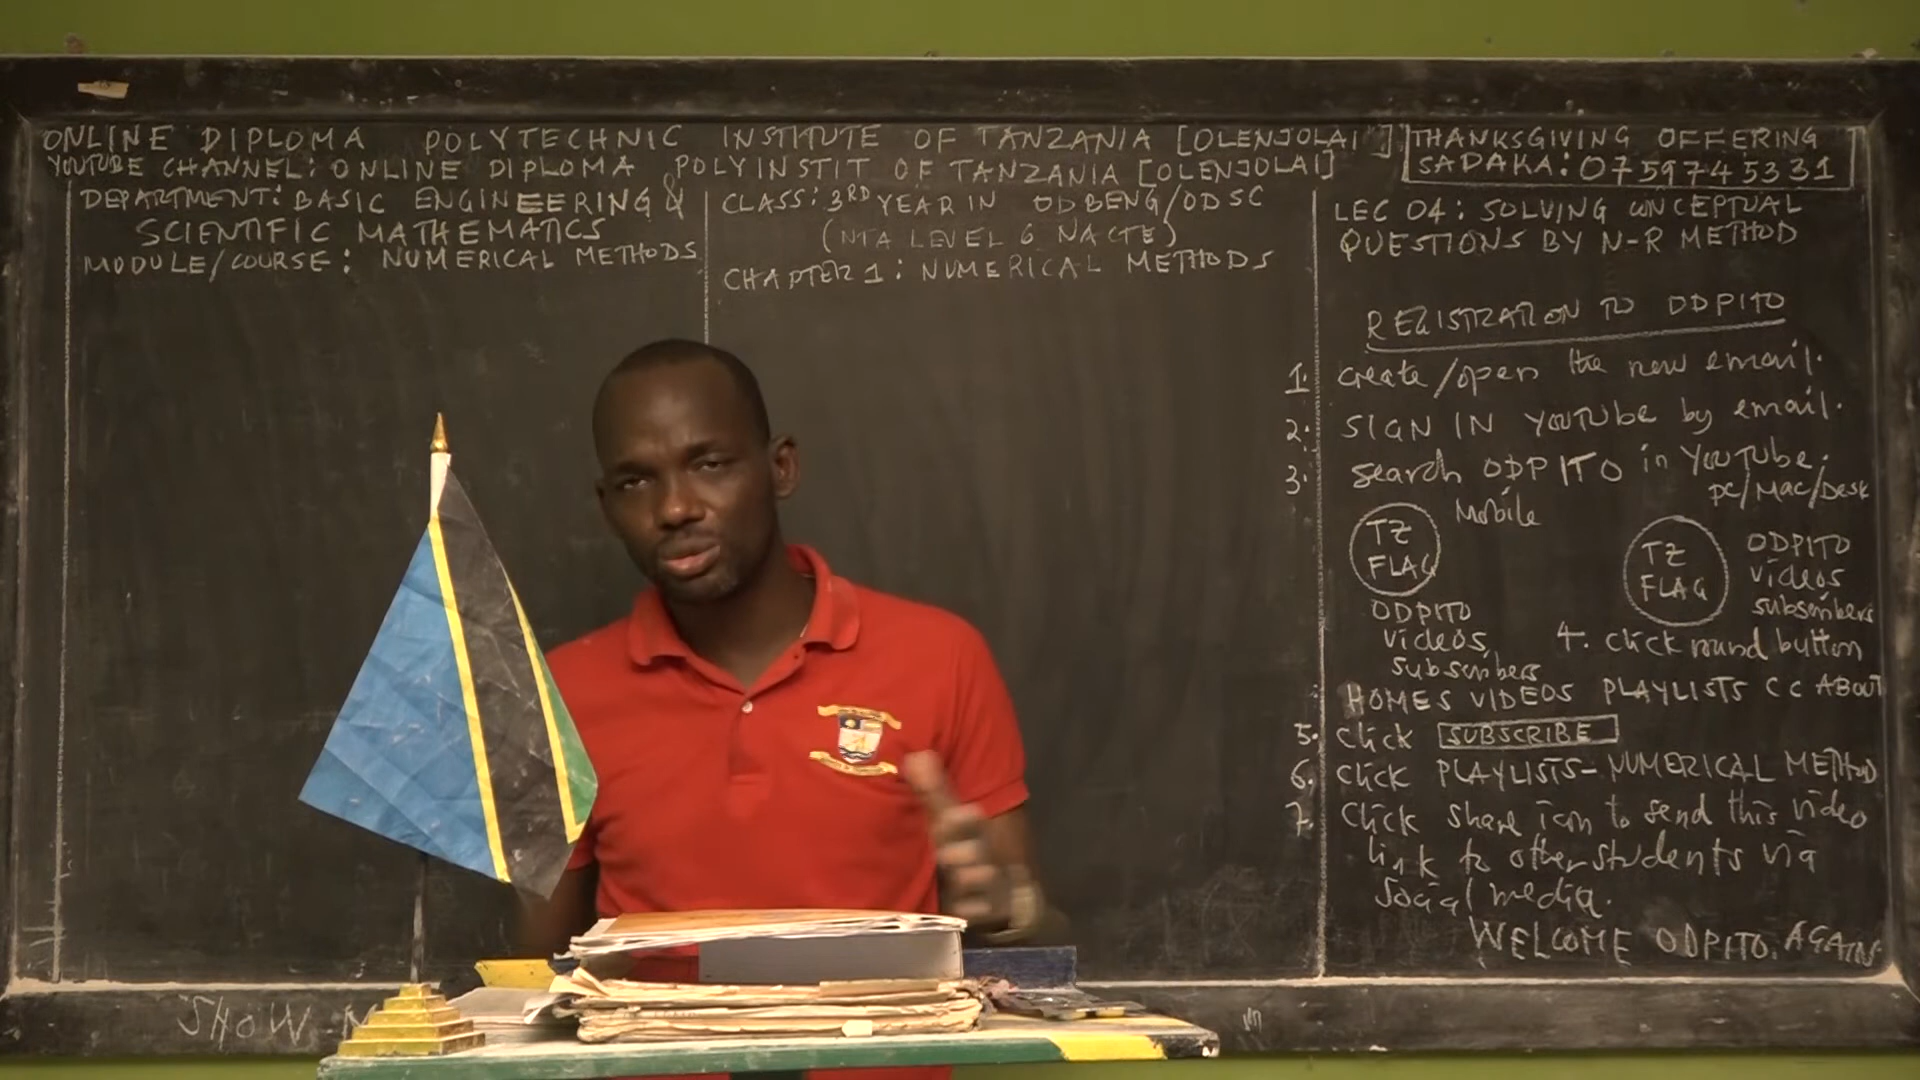 ONLINE DIPLOMA POLYTECHNIC INSTITUTE OF TANZANIA [OLENJOLAI]
YOUTUBE CHANNEL: ONLINE DIPLOMA POLYINSTIT OF TANZANIA [OLENJOLAI]
THANKSGIVING OFFERING
SADAKA: 0759745331
DEPARTMENT: BASIC ENGINEERING &
SCIENTIFIC MATHEMATICS
MODULE/COURSE: NUMERICAL METHODS
CLASS: 3RD YEAR IN ODBENG/ODSC
(NTA LEVEL 6 NACTE)
CHAPTER 1: NUMERICAL METHODS
LEC 04: SOLVING CONCEPTUAL
QUESTIONS BY N-R METHOD
REGISTRATION TO ODPITO
1. create/open the new email.
2. SIGN IN YOUTUBE by email.
3. search ODPITO in YouTube.
Mobile
PC/Mac/Desk
TZ
FLAG
ODPITO
videos,
subscribers
TZ
FLAG
ODPITO
videos
subscribers
4. click round button
HOMES VIDEOS PLAYLISTS CC ABOUT
5. click SUBSCRIBE
6. click PLAYLISTS-NUMERICAL METHOD
7. click share icon to send this video
link to other students via
social media.
WELCOME ODPITO. AGAIN
SHOW